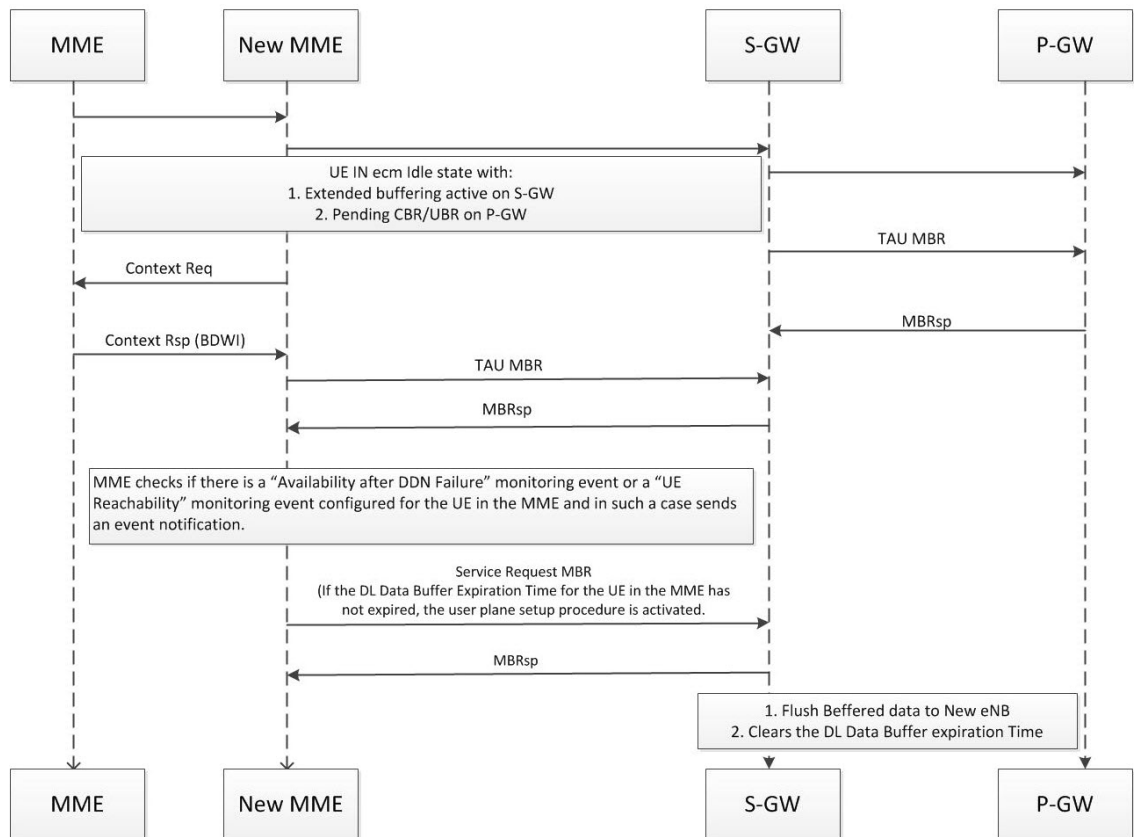 MME
New MME
S-GW
P-GW
UE IN ecm Idle state with:
1. Extended buffering active on S-GW
2. Pending CBR/UBR on P-GW
TAU MBR
Context Req
MBRsp
Context Rsp (BDWI)
TAU MBR
MBRsp
MME checks if there is a “Availability after DDN Failure” monitoring event or a “UE
Reachability” monitoring event configured for the UE in the MME and in such a case sends
an event notification.
Service Request MBR
(If the DL Data Buffer Expiration Time for the UE in the MME has
not expired, the user plane setup procedure is activated.
MBRsp
1. Flush Beffered data to New eNB
2. Clears the DL Data Buffer expiration Time
MME
New MME
S-GW
P-GW